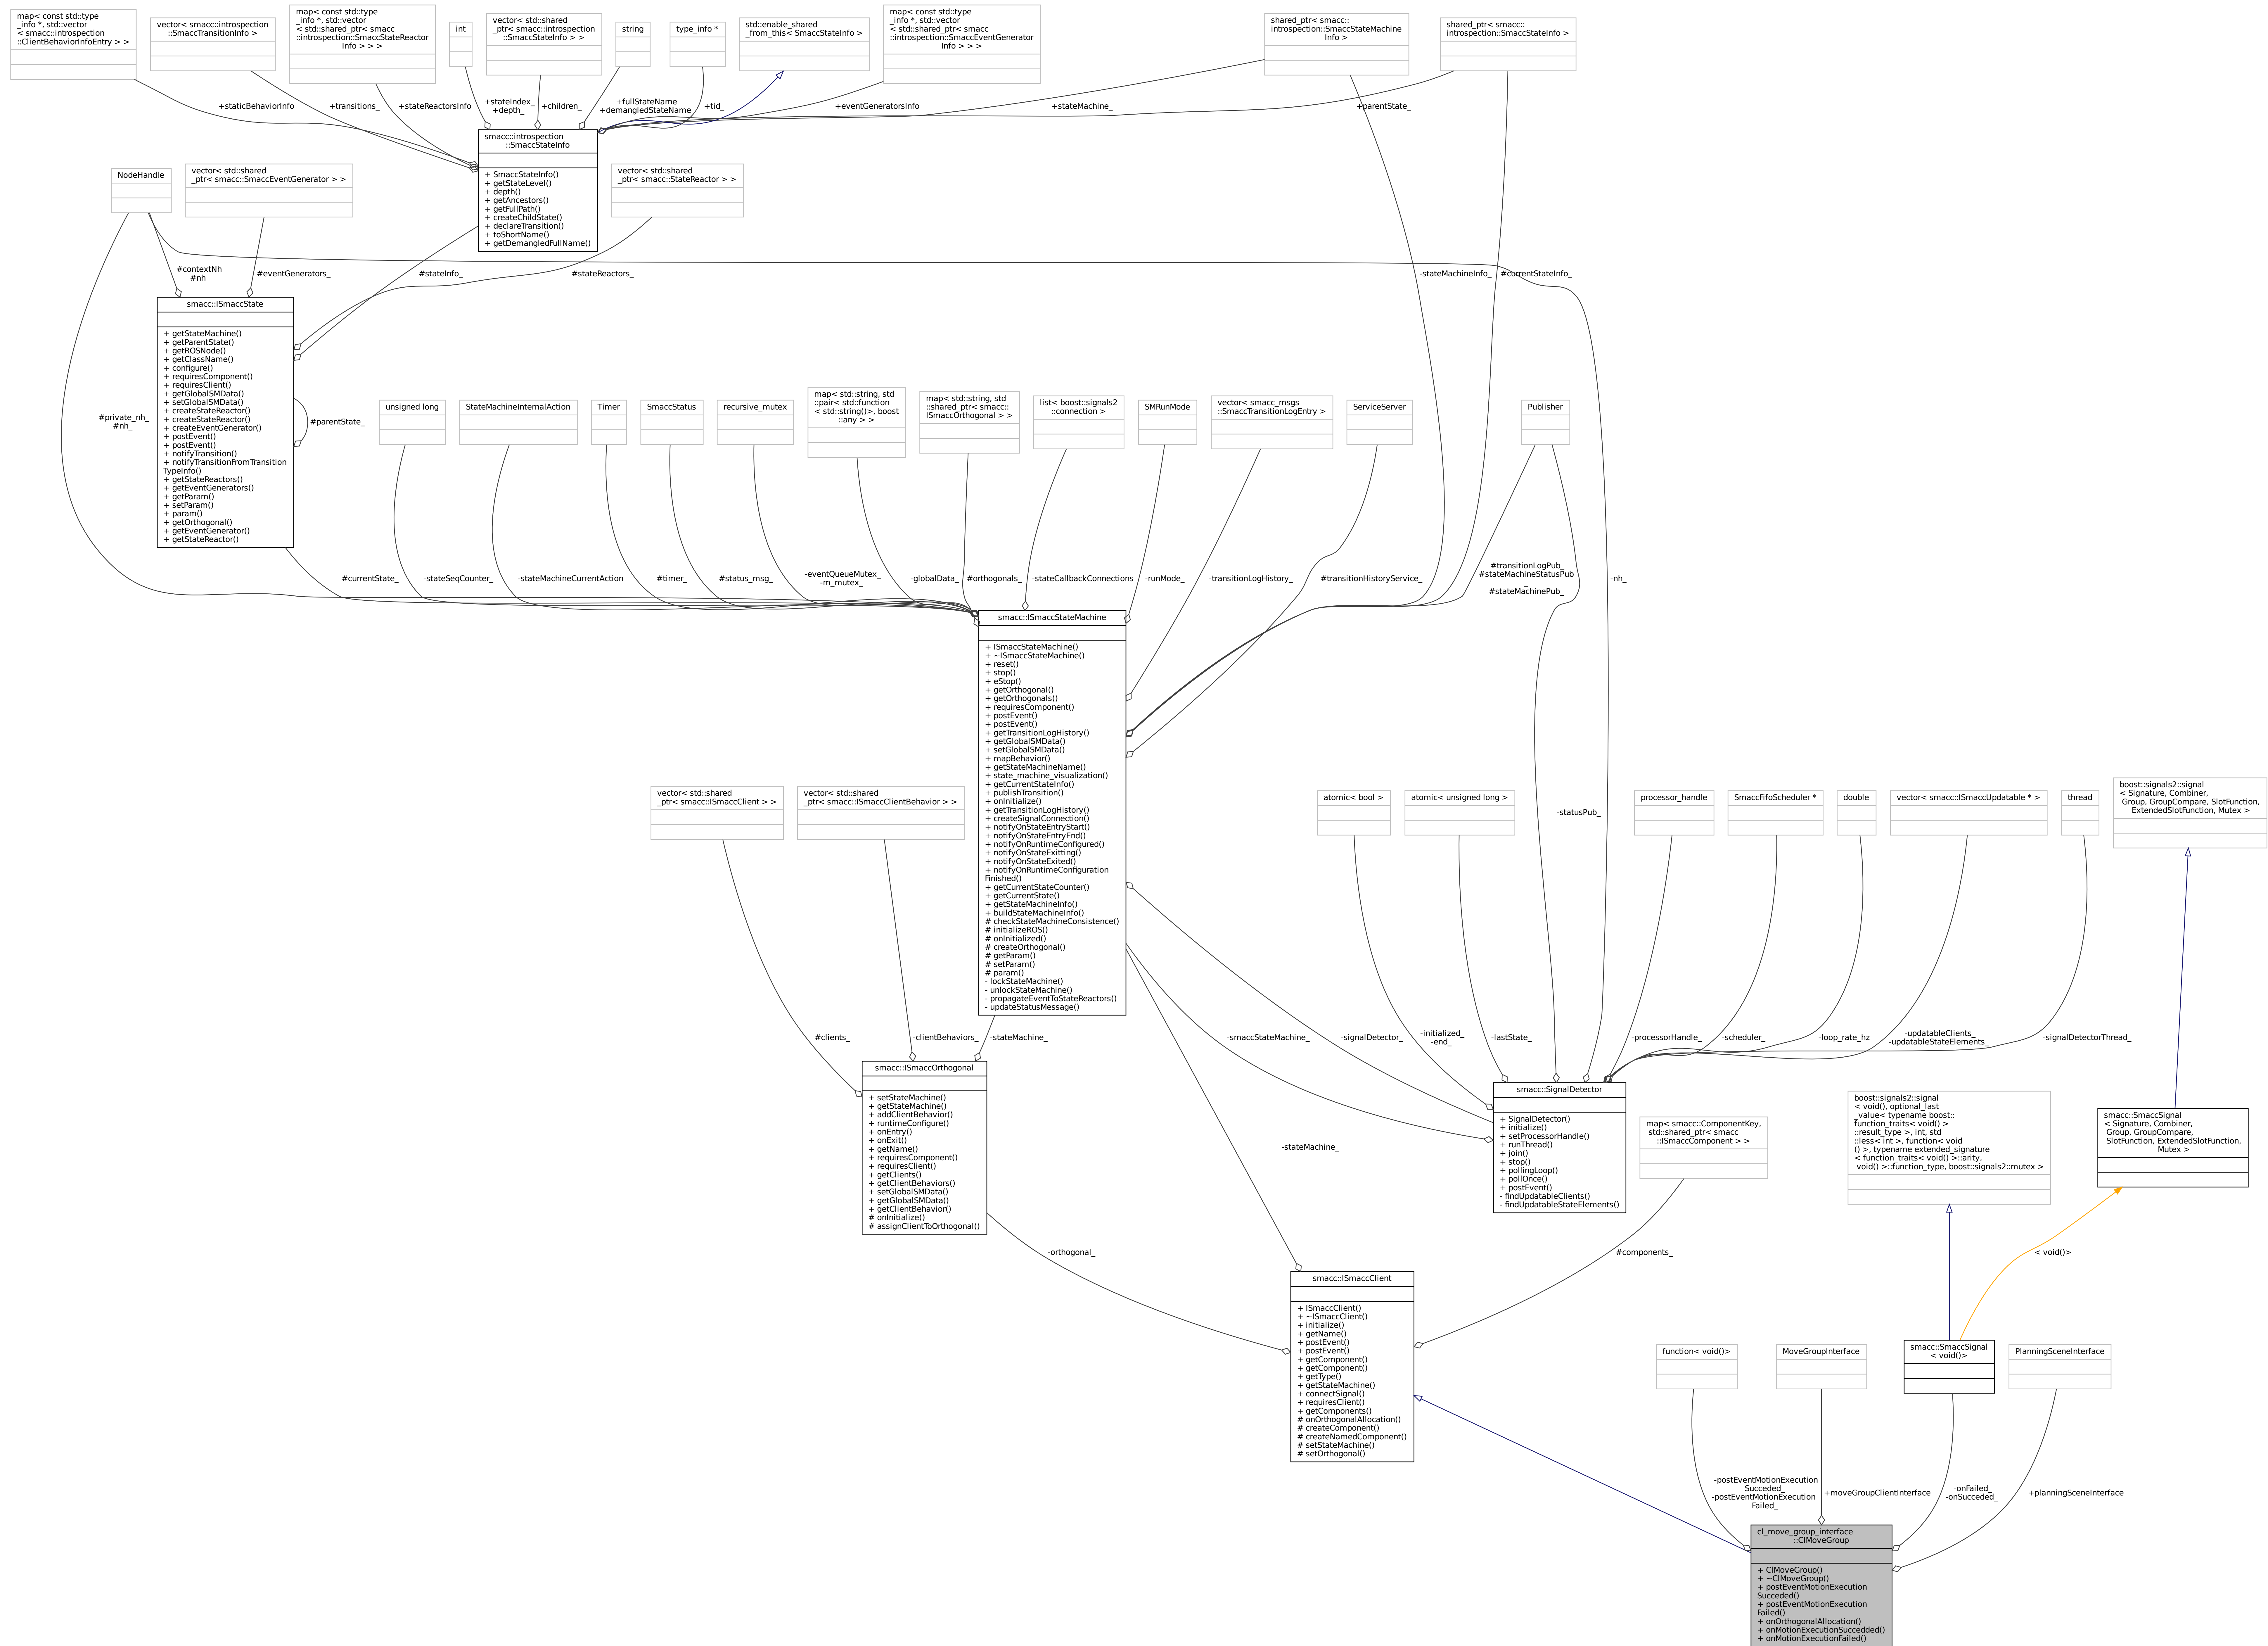 map< const std::type
_info *, std::vector
< smacc::introspection
::ClientBehaviorInfoEntry > >
vector< smacc::introspection
::SmaccTransitionInfo >
map< const std::type
_info *, std::vector
< std::shared_ptr< smacc
::introspection::SmaccStateReactor
Info > > >
int
vector< std::shared
_ptr< smacc::introspection
::SmaccStateInfo > >
string
type_info *
std::enable_shared
_from_this< SmaccStateInfo >
map< const std::type
_info *, std::vector
< std::shared_ptr< smacc
::introspection::SmaccEventGenerator
Info > > >
shared_ptr< smacc::
introspection::SmaccStateMachine
Info >
shared_ptr< smacc::
introspection::SmaccStateInfo >
+staticBehaviorInfo
+transitions_
+stateReactorsInfo
+stateIndex_
+depth_
+children_
+fullStateName
+demangledStateName
+tid_
+eventGeneratorsInfo
+stateMachine_
+parentState_
smacc::introspection
::SmaccStateInfo
+ SmaccStateInfo()
+ getStateLevel()
+ depth()
+ getAncestors()
+ getFullPath()
+ createChildState()
+ declareTransition()
+ toShortName()
+ getDemangledFullName()
NodeHandle
vector< std::shared
_ptr< smacc::SmaccEventGenerator > >
vector< std::shared
_ptr< smacc::StateReactor > >
#contextNh
#nh
#eventGenerators_
#stateInfo_
#stateReactors_
-stateMachineInfo_
#currentStateInfo_
smacc::ISmaccState
+ getStateMachine()
+ getParentState()
+ getROSNode()
+ getClassName()
+ configure()
+ requiresComponent()
+ requiresClient()
+ getGlobalSMData()
+ setGlobalSMData()
+ createStateReactor()
+ createStateReactor()
+ createEventGenerator()
+ postEvent()
+ postEvent()
+ notifyTransition()
+ notifyTransitionFromTransition
TypeInfo()
+ getStateReactors()
+ getEventGenerators()
+ getParam()
+ setParam()
+ param()
+ getOrthogonal()
+ getEventGenerator()
+ getStateReactor()
#private_nh_
#nh_
#parentState_
unsigned long
StateMachineInternalAction
Timer
SmaccStatus
recursive_mutex
map< std::string, std
::pair< std::function
< std::string()>, boost
::any > >
map< std::string, std
::shared_ptr< smacc::
ISmaccOrthogonal > >
list< boost::signals2
::connection >
SMRunMode
vector< smacc_msgs
::SmaccTransitionLogEntry >
ServiceServer
Publisher
#currentState_
-stateSeqCounter_
-stateMachineCurrentAction
#timer_
#status_msg_
-eventQueueMutex_
-m_mutex_
-globalData_
#orthogonals_
-stateCallbackConnections
-runMode_
-transitionLogHistory_
#transitionHistoryService_
#transitionLogPub_
#stateMachineStatusPub
_
#stateMachinePub_
-nh_
smacc::ISmaccStateMachine
+ ISmaccStateMachine()
+ ~ISmaccStateMachine()
+ reset()
+ stop()
+ eStop()
+ getOrthogonal()
+ getOrthogonals()
+ requiresComponent()
+ postEvent()
+ postEvent()
+ getTransitionLogHistory()
+ getGlobalSMData()
+ setGlobalSMData()
+ mapBehavior()
+ getStateMachineName()
+ state_machine_visualization()
+ getCurrentStateInfo()
+ publishTransition()
+ onInitialize()
+ getTransitionLogHistory()
+ createSignalConnection()
+ notifyOnStateEntryStart()
+ notifyOnStateEntryEnd()
+ notifyOnRuntimeConfigured()
+ notifyOnStateExitting()
+ notifyOnStateExited()
+ notifyOnRuntimeConfiguration
Finished()
+ getCurrentStateCounter()
+ getCurrentState()
+ getStateMachineInfo()
+ buildStateMachineInfo()
# checkStateMachineConsistence()
# initializeROS()
# onInitialized()
# createOrthogonal()
# getParam()
# setParam()
# param()
- lockStateMachine()
- unlockStateMachine()
- propagateEventToStateReactors()
- updateStatusMessage()
vector< std::shared
_ptr< smacc::ISmaccClient > >
vector< std::shared
_ptr< smacc::ISmaccClientBehavior > >
atomic< bool >
atomic< unsigned long >
-statusPub_
processor_handle
SmaccFifoScheduler *
double
vector< smacc::ISmaccUpdatable * >
thread
boost::signals2::signal
< Signature, Combiner,
Group, GroupCompare, SlotFunction,
ExtendedSlotFunction, Mutex >
#clients_
-clientBehaviors_
-stateMachine_
-smaccStateMachine_
-signalDetector_
-initialized_
-end_
-lastState_
-processorHandle_
-scheduler_
-loop_rate_hz
-updatableClients_
-updatableStateElements_
-signalDetectorThread_
smacc::ISmaccOrthogonal
+ setStateMachine()
+ getStateMachine()
+ addClientBehavior()
+ runtimeConfigure()
+ onEntry()
+ onExit()
+ getName()
+ requiresComponent()
+ requiresClient()
+ getClients()
+ getClientBehaviors()
+ setGlobalSMData()
+ getGlobalSMData()
+ getClientBehavior()
# onInitialize()
# assignClientToOrthogonal()
smacc::SignalDetector
+ SignalDetector()
+ initialize()
+ setProcessorHandle()
+ runThread()
+ join()
+ stop()
+ pollingLoop()
+ pollOnce()
+ postEvent()
- findUpdatableClients()
- findUpdatableStateElements()
map< smacc::ComponentKey,
std::shared_ptr< smacc
::ISmaccComponent > >
boost::signals2::signal
< void(), optional_last
_value< typename boost::
function_traits< void() >
::result_type >, int, std
::less< int >, function< void
() >, typename extended_signature
< function_traits< void() >::arity,
void() >::function_type, boost::signals2::mutex >
smacc::SmaccSignal
< Signature, Combiner,
Group, GroupCompare,
SlotFunction, ExtendedSlotFunction,
Mutex >
-stateMachine_
-orthogonal_
#components_
< void()>
smacc::ISmaccClient
+ ISmaccClient()
+ ~ISmaccClient()
+ initialize()
+ getName()
+ postEvent()
+ postEvent()
+ getComponent()
+ getComponent()
+ getType()
+ getStateMachine()
+ connectSignal()
+ requiresClient()
+ getComponents()
# onOrthogonalAllocation()
# createComponent()
# createNamedComponent()
# setStateMachine()
# setOrthogonal()
function< void()>
MoveGroupInterface
smacc::SmaccSignal
< void()>
PlanningSceneInterface
-postEventMotionExecution
Succeded_
-postEventMotionExecution
Failed_
+moveGroupClientInterface
-onFailed_
-onSucceded_
+planningSceneInterface
cl_move_group_interface
::ClMoveGroup
+ ClMoveGroup()
+ ~ClMoveGroup()
+ postEventMotionExecution
Succeded()
+ postEventMotionExecution
Failed()
+ onOrthogonalAllocation()
+ onMotionExecutionSuccedded()
+ onMotionExecutionFailed()